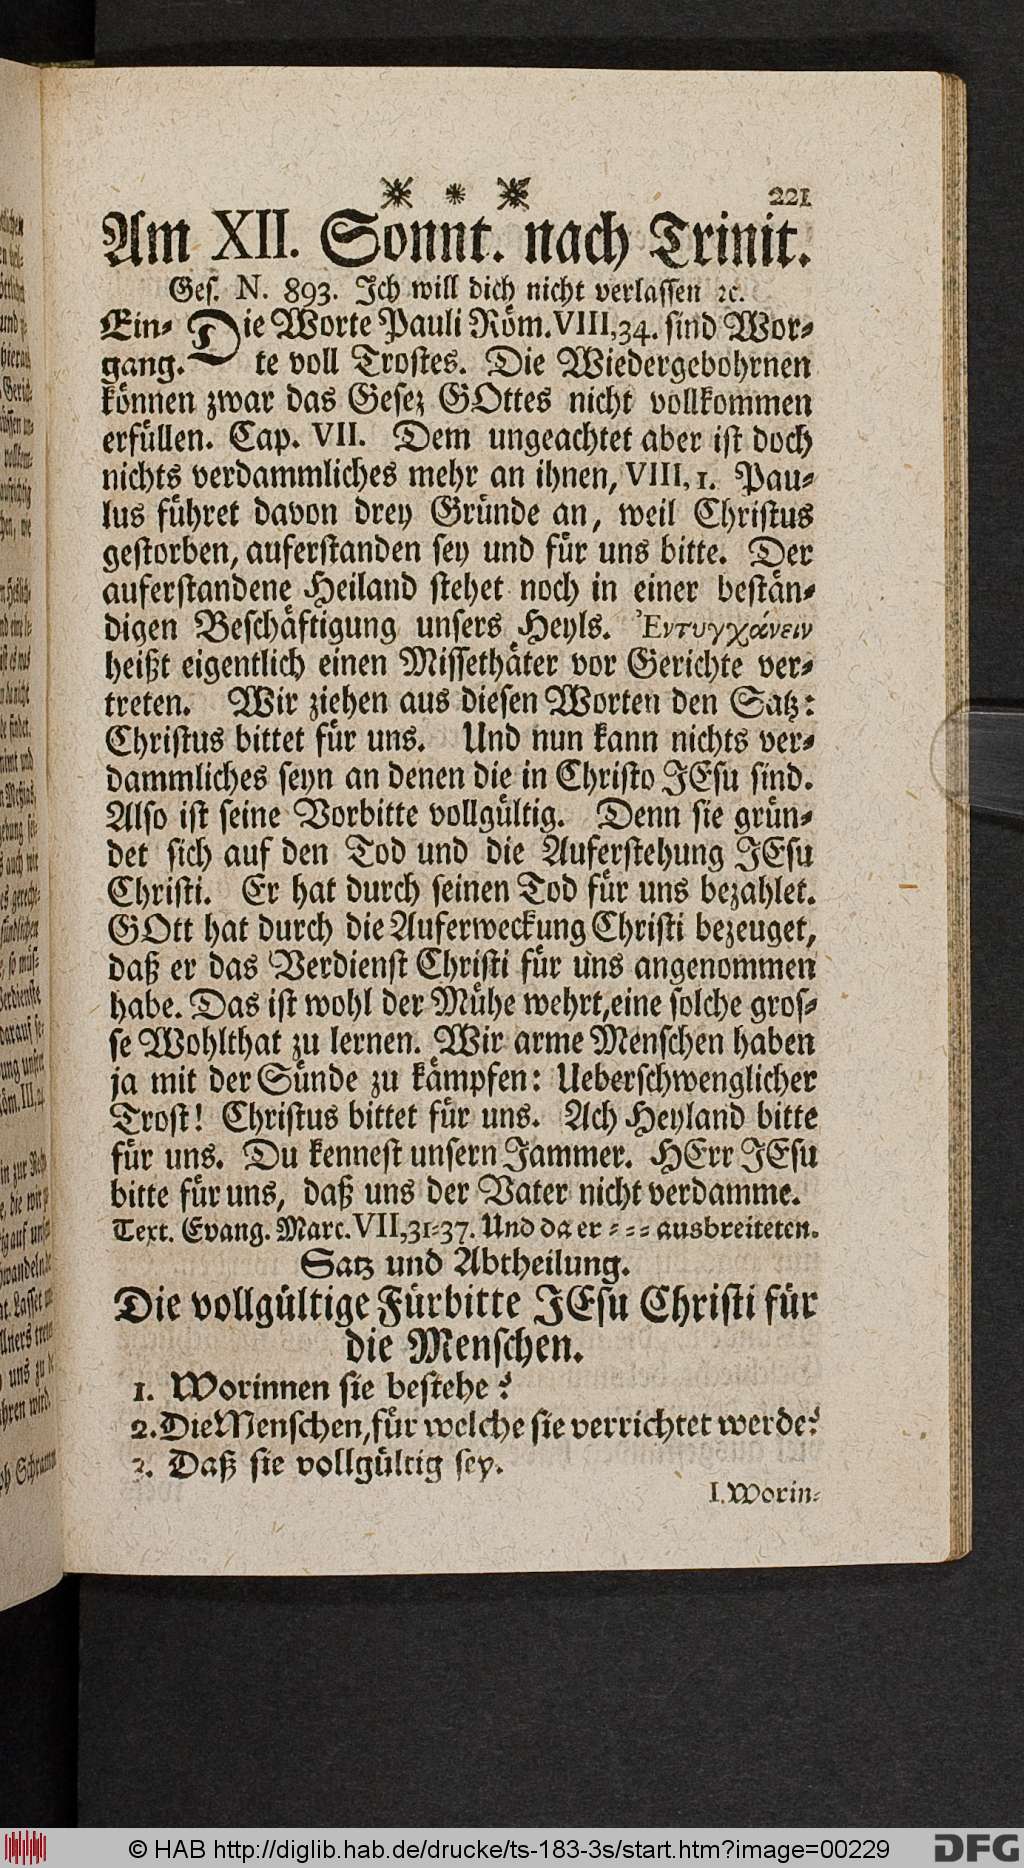 221
Am XII. Sonnt. nach Trinit.
Ges. N. 893. Ich will dich nicht verlassen ꝛc.
Ein- Die Worte Pauli Röm. VIII, 34. sind Wor-
gang. te voll Trostes. Die Wiedergebohrnen
können zwar das Gesez GOttes nicht vollkommen
erfüllen. Cap. VII. Dem ungeachtet aber ist doch
nichts verdammliches mehr an ihnen, VIII, 1. Pau-
lus führet davon drey Gründe an, weil Christus
gestorben, auferstanden sey und für uns bitte. Der
auferstandene Heiland stehet noch in einer bestän-
digen Beschäftigung unsers Heyls. Ἐντυγχάνειν
heißt eigentlich einen Missethäter vor Gerichte ver-
treten. Wir ziehen aus diesen Worten den Satz:
Christus bittet für uns. Und nun kann nichts ver-
dammliches seyn an denen die in Christo JEsu sind.
Also ist seine Vorbitte vollgültig. Denn sie grün-
det sich auf den Tod und die Auferstehung JEsu
Christi. Er hat durch seinen Tod für uns bezahlet.
GOtt hat durch die Auferweckung Christi bezeuget,
daß er das Verdienst Christi für uns angenommen
habe. Das ist wohl der Mühe wehrt, eine solche gros-
se Wohlthat zu lernen. Wir arme Menschen haben
ja mit der Sünde zu kämpfen: Ueberschwenglicher
Trost! Christus bittet für uns. Ach Heyland bitte
für uns. Du kennest unsern Jammer. HErr JEsu
bitte für uns, daß uns der Vater nicht verdamme.
Text. Evang. Marc. VII, 31-37. Und da er - - - ausbreiteten.
Satz und Abtheilung.
Die vollgültige Fürbitte JEsu Christi für
die Menschen.
1. Worinnen sie bestehe?
2. Die Menschen, für welche sie verrichtet werde?
3. Daß sie vollgültig sey.
I. Worin-
© HAB http://diglib.hab.de/drucke/ts-183-3s/start.htm?image=00229
DFG